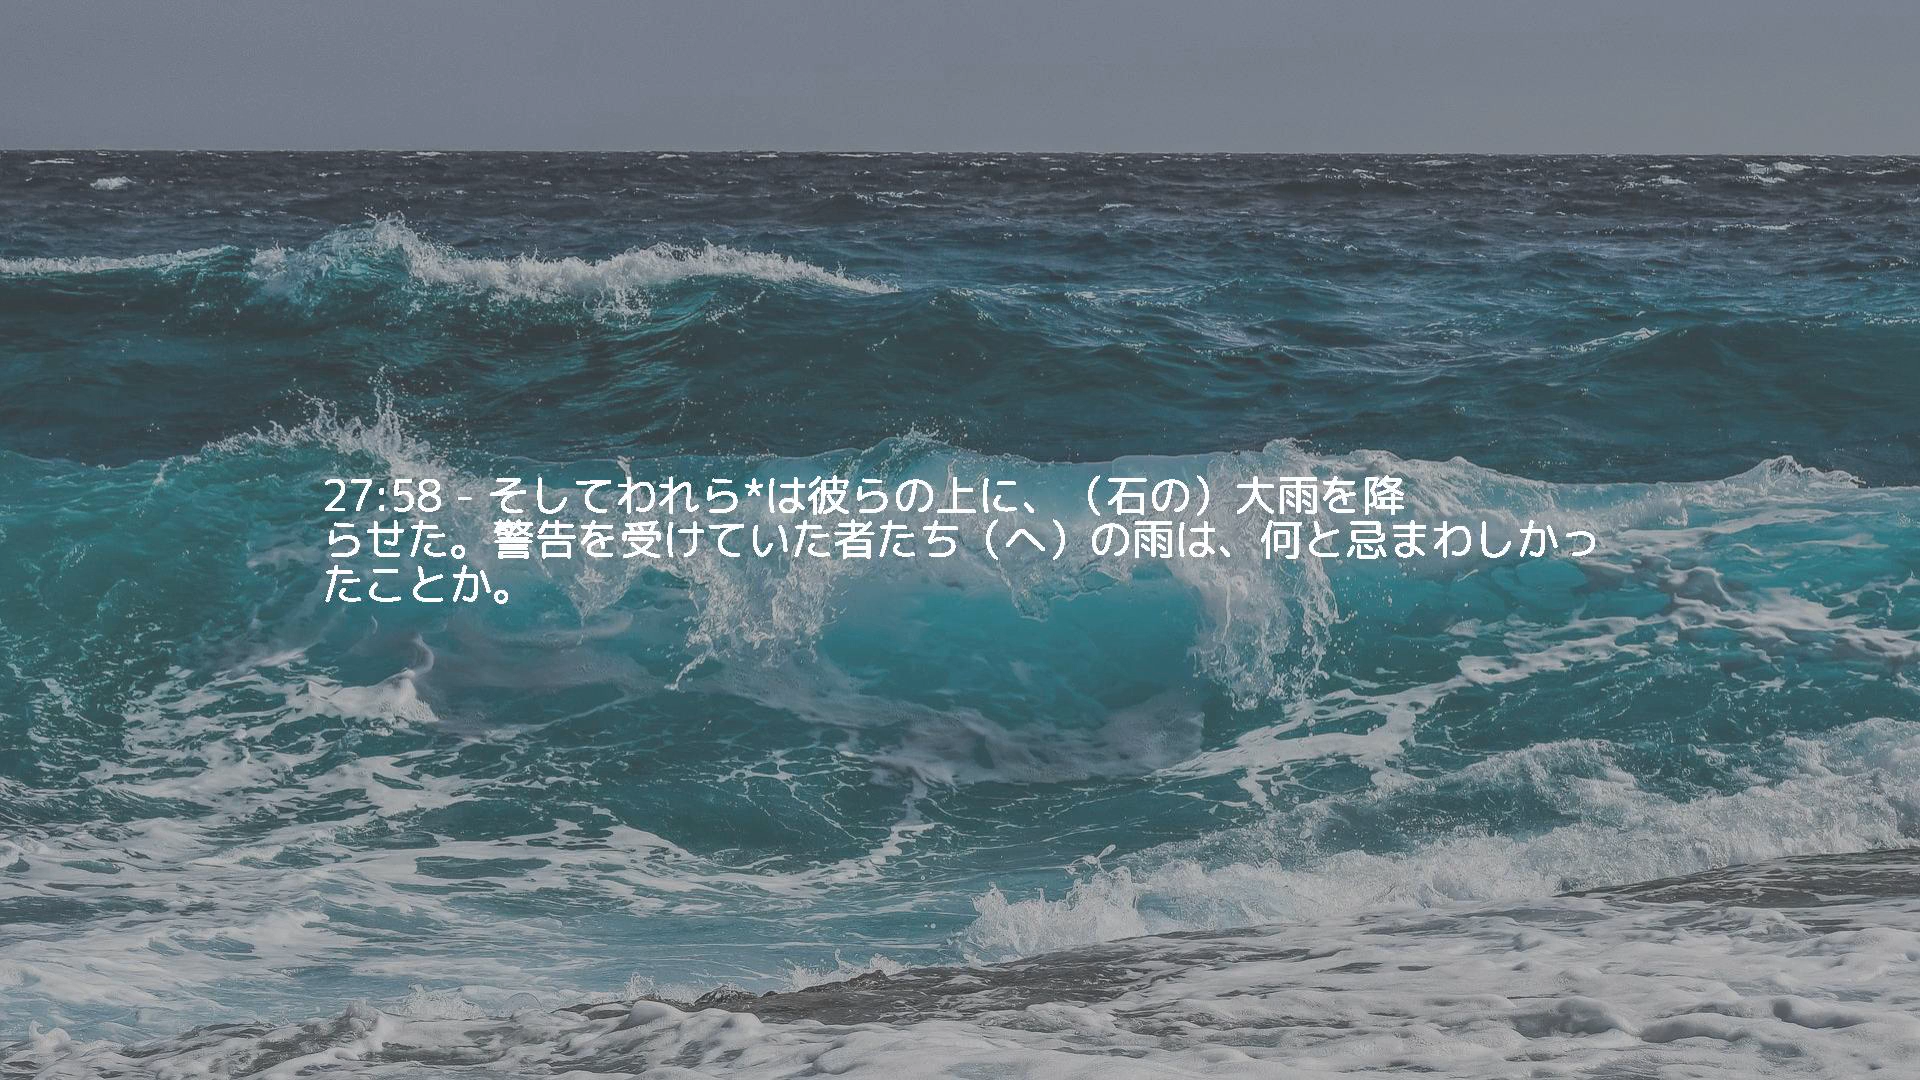 27:58 - そしてわれら*は彼らの上に、（石の）大雨を降
らせた。警告を受けていた者たち（へ）の雨は、何と忌まわしかっ
たことか。